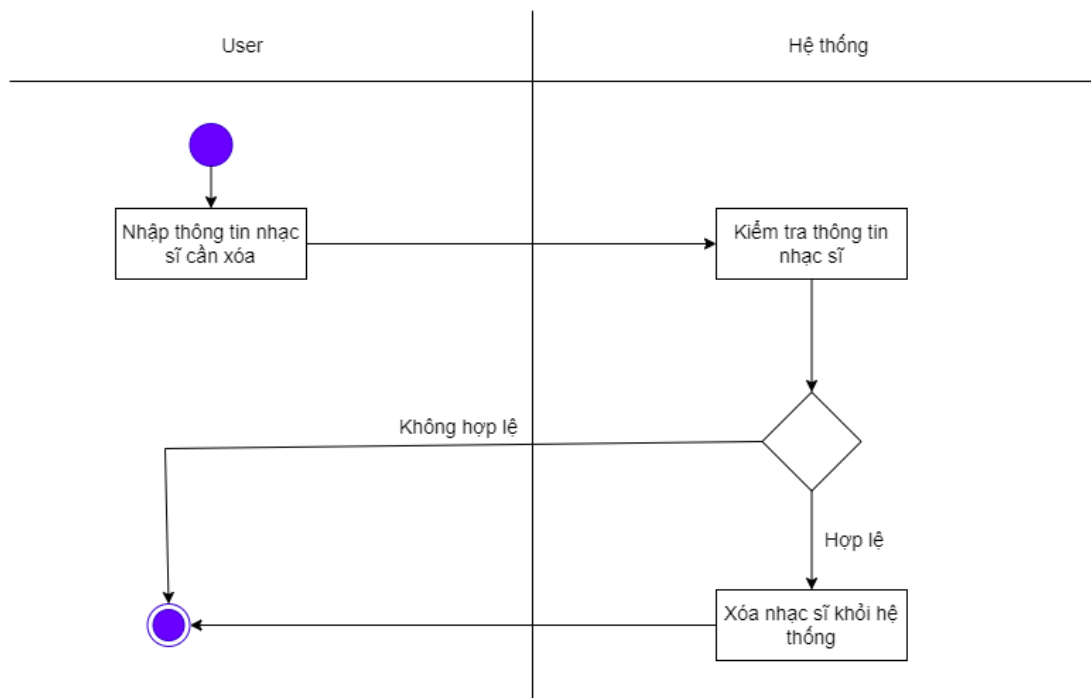 User
Hệ thống
Nhập thông tin nhạc
sĩ cần xóa
Kiểm tra thông tin
nhạc sĩ
Không hợp lệ
Hợp lệ
Xóa nhạc sĩ khỏi hệ
thống